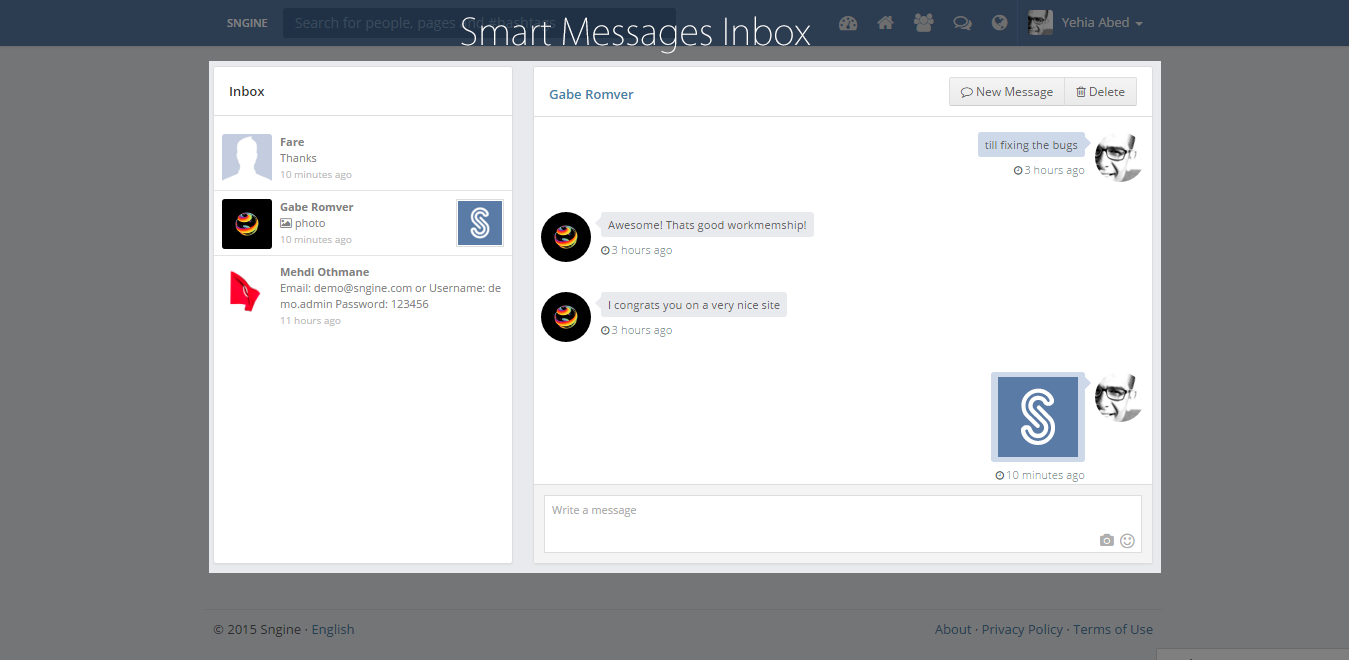 SNGINE
Search for people, pages and #hashtags
Smart Messages Inbox
Yehia Abed
Inbox
Fare
Thanks
10 minutes ago
Gabe Romver
photo
10 minutes ago
Mehdi Othmane
Email: demo@sngine.com or Username: de
mo.admin Password: 123456
11 hours ago
Gabe Romver
New Message
Delete
till fixing the bugs
3 hours ago
Awesome! Thats good workmemship!
3 hours ago
I congrats you on a very nice site
3 hours ago
10 minutes ago
Write a message
© 2015 Sngine · English
About · Privacy Policy · Terms of Use